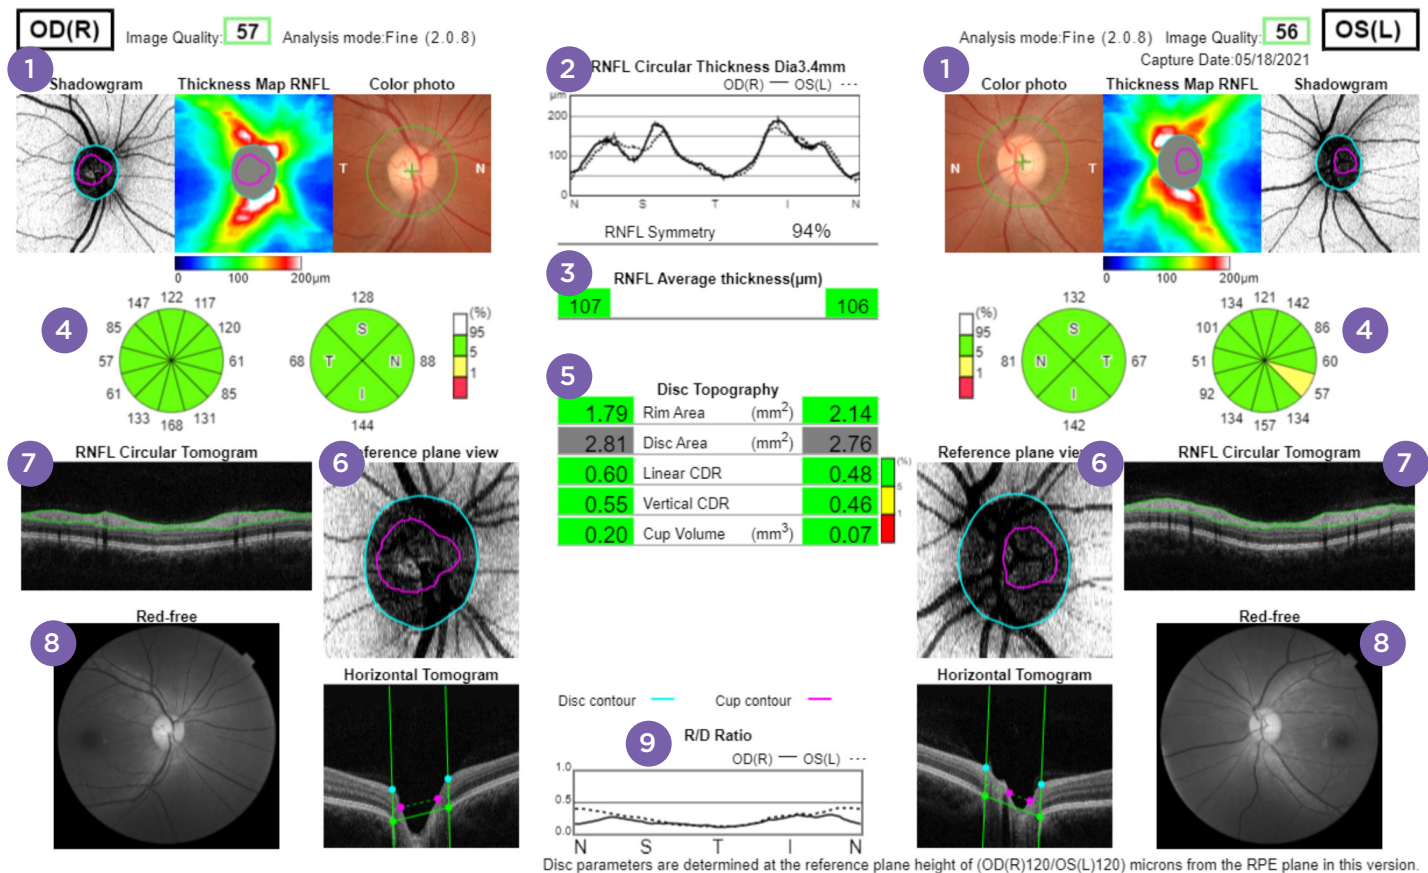 OD(R) Image Quality: 57 Analysis mode:Fine (2.0.8)
Analysis mode:Fine (2.0.8) Image Quality: 56 OS(L)
Capture Date:05/18/2021
1
Shadowgram Thickness Map RNFL Color photo
T N
0 100 200μm
2
RNFL Circular Thickness Dia3.4mm
OD(R) OS(L)
μm
200
100
0
N S T I N
RNFL Symmetry 94%
1
Color photo Thickness Map RNFL Shadowgram
N T
0 100 200μm
3
RNFL Average thickness(μm)
107 106
4
147 122 117
85 120
57 61
61 85
133 168 131
128
S
68 T N 88
I
144
(%)
95
5
1
132
S
81 N T 67
I
142
(%)
95
5
1
4
134 121 142
101 86
51 60
92 57
134 157 134
5
Disc Topography
1.79 Rim Area (mm2) 2.14
2.81 Disc Area (mm2) 2.76
0.60 Linear CDR 0.48
0.55 Vertical CDR 0.46
0.20 Cup Volume (mm3) 0.07
(%)
5
1
7
RNFL Circular Tomogram
6
eference plane view
Reference plane vie
6
RNFL Circular Tomogram
7
8
Red-free
Horizontal Tomogram
Disc contour Cup contour
9
R/D Ratio
OD(R) OS(L)
1.0
0.5
0.0
N S T I N
Horizontal Tomogram
Red-free
8
Disc parameters are determined at the reference plane height of (OD(R)120/OS(L)120) microns from the RPE plane in this version.